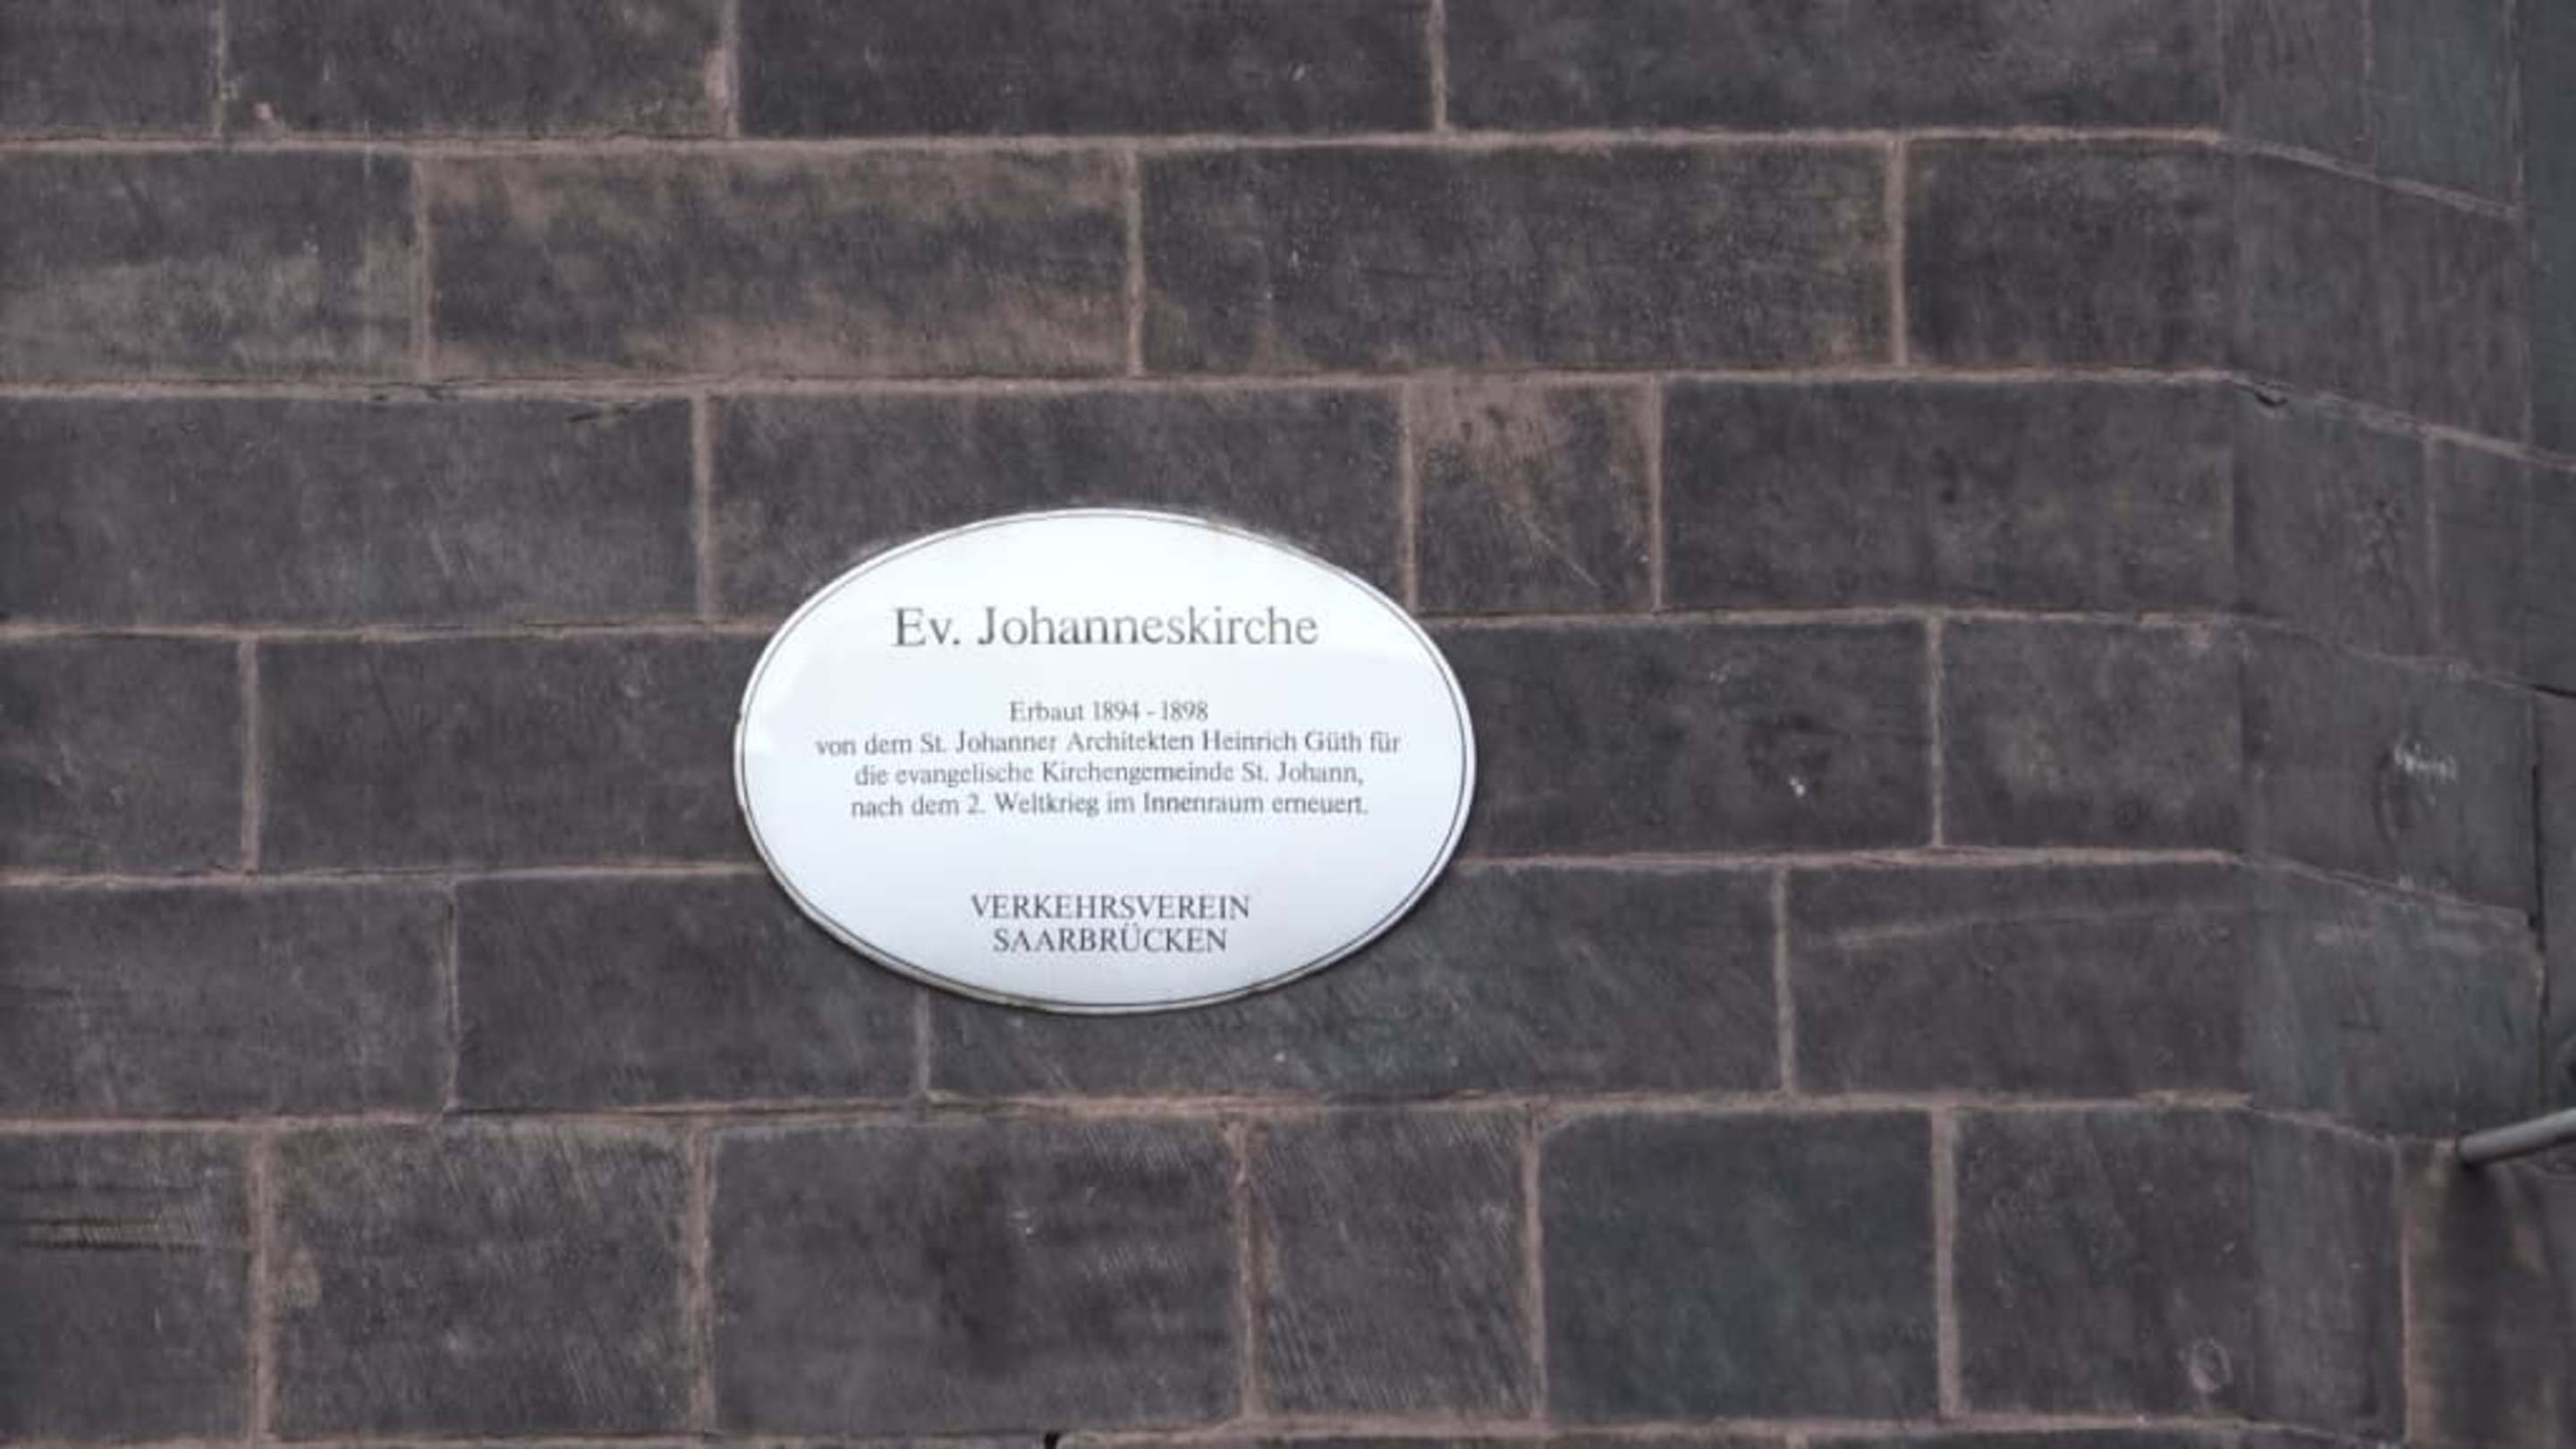 Ev. Johanneskirche
Erbaut 1894 - 1898
von dem St. Johanner Architekten Heinrich Güth für
die evangelische Kirchengemeinde St. Johann,
nach dem 2. Weltkrieg im Innenraum erneuert.
VERKEHRSVEREIN
SAARBRÜCKEN